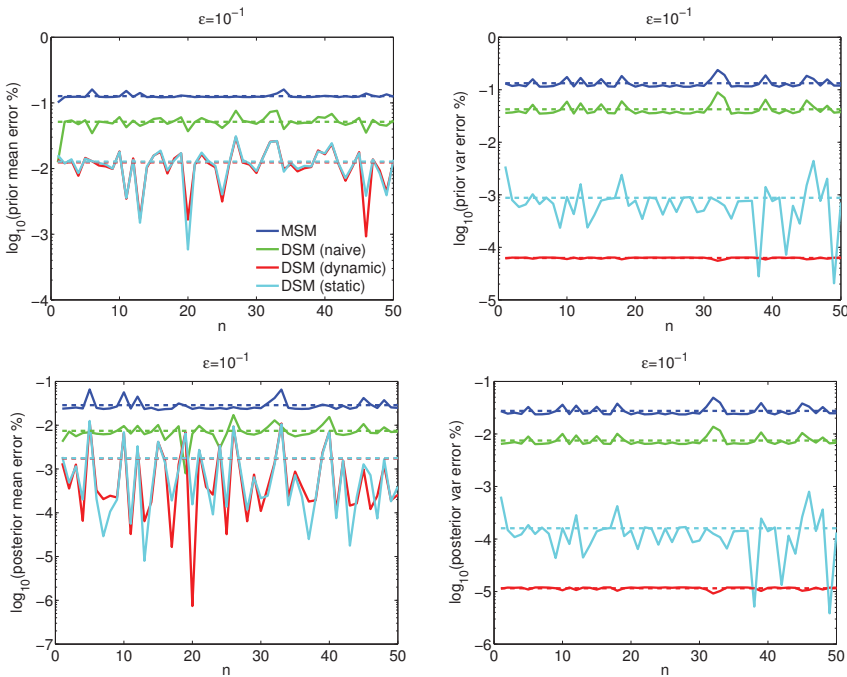 ε=10⁻¹
log₁₀(prior mean error %)
0
−1
−2
−3
−4
0 10 20 30 40 50
n
MSM
DSM (naive)
DSM (dynamic)
DSM (static)
ε=10⁻¹
log₁₀(prior var error %)
0
−1
−2
−3
−4
−5
0 10 20 30 40 50
n
ε=10⁻¹
log₁₀(posterior mean error %)
−1
−2
−3
−4
−5
−6
−7
0 10 20 30 40 50
n
ε=10⁻¹
log₁₀(posterior var error %)
−1
−2
−3
−4
−5
−6
0 10 20 30 40 50
n